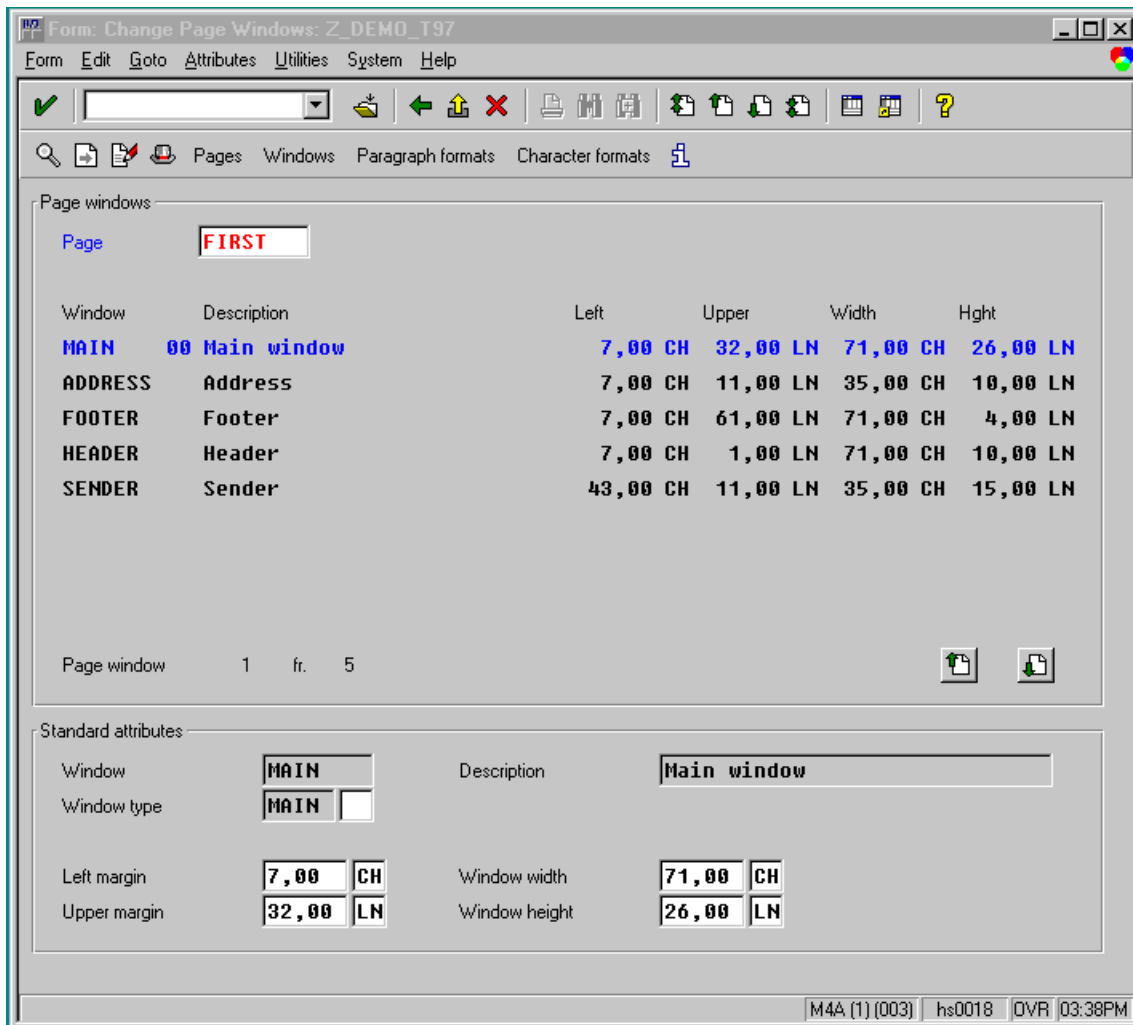 Form: Change Page Windows: Z_DEMO_T97
Form Edit Goto Attributes Utilities System Help
Pages Windows Paragraph formats Character formats
Page windows
Page FIRST
Window Description Left Upper Width Hght
MAIN 00 Main window 7,00 CH 32,00 LN 71,00 CH 26,00 LN
ADDRESS Address 7,00 CH 11,00 LN 35,00 CH 10,00 LN
FOOTER Footer 7,00 CH 61,00 LN 71,00 CH 4,00 LN
HEADER Header 7,00 CH 1,00 LN 71,00 CH 10,00 LN
SENDER Sender 43,00 CH 11,00 LN 35,00 CH 15,00 LN
Page window 1 fr. 5
Standard attributes
Window MAIN Description Main window
Window type MAIN
Left margin 7,00 CH Window width 71,00 CH
Upper margin 32,00 LN Window height 26,00 LN
M4A (1) (003) hs0018 OVR 03:38PM